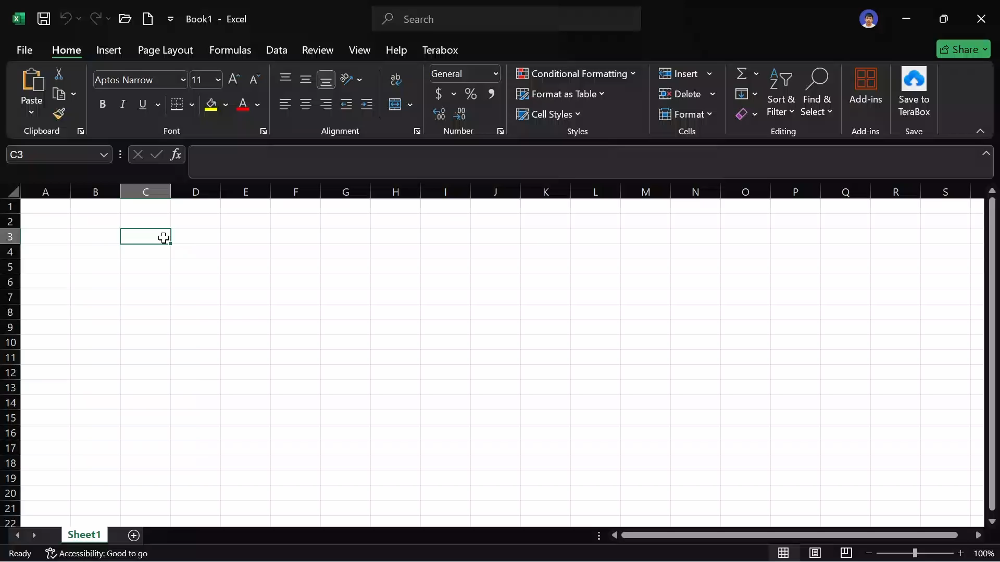 Book1 - Excel
Search
File Home Insert Page Layout Formulas Data Review View Help Terabox
Share
Paste
Clipboard
Aptos Narrow 11
B I U A
Font
ab
Alignment
General
$ % 9
Number
Conditional Formatting
Format as Table
Cell Styles
Styles
Insert
Delete
Format
Cells
Σ
Sort &
Filter
Find &
Select
Editing
Add-ins
Add-ins
Save to
TeraBox
Save
C3
fx
A B C D E F G H I J K L M N O P Q R S
1
2
3
4
5
6
7
8
9
10
11
12
13
14
15
16
17
18
19
20
21
22
Sheet1
Ready Accessibility: Good to go 100%